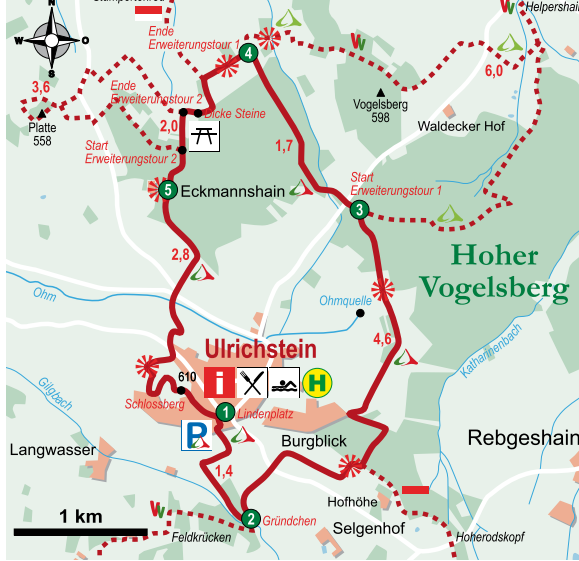 Stumpertenrod
N
W
O
S
Ende
Erweiterungstour 1
4
Helpershain
3,6
Ende
Erweiterungstour 2
6,0
Vogelsberg
598
Platte
558
2,0
Dicke Steine
Waldecker Hof
Start
Erweiterungstour 2
1,7
Start
Erweiterungstour 1
5
Eckmannshain
3
2,8
Hoher
Vogelsberg
Ohm
Ohmquelle
4,6
Ulrichstein
Katharinenbach
610
i
H
Gilgbach
Schlossberg
1
Lindenplatz
P
Burgblick
Rebgeshain
Langwasser
1,4
Hofhöhe
1 km
2
Gründchen
Selgenhof
Feldkrücken
Hoherodskopf